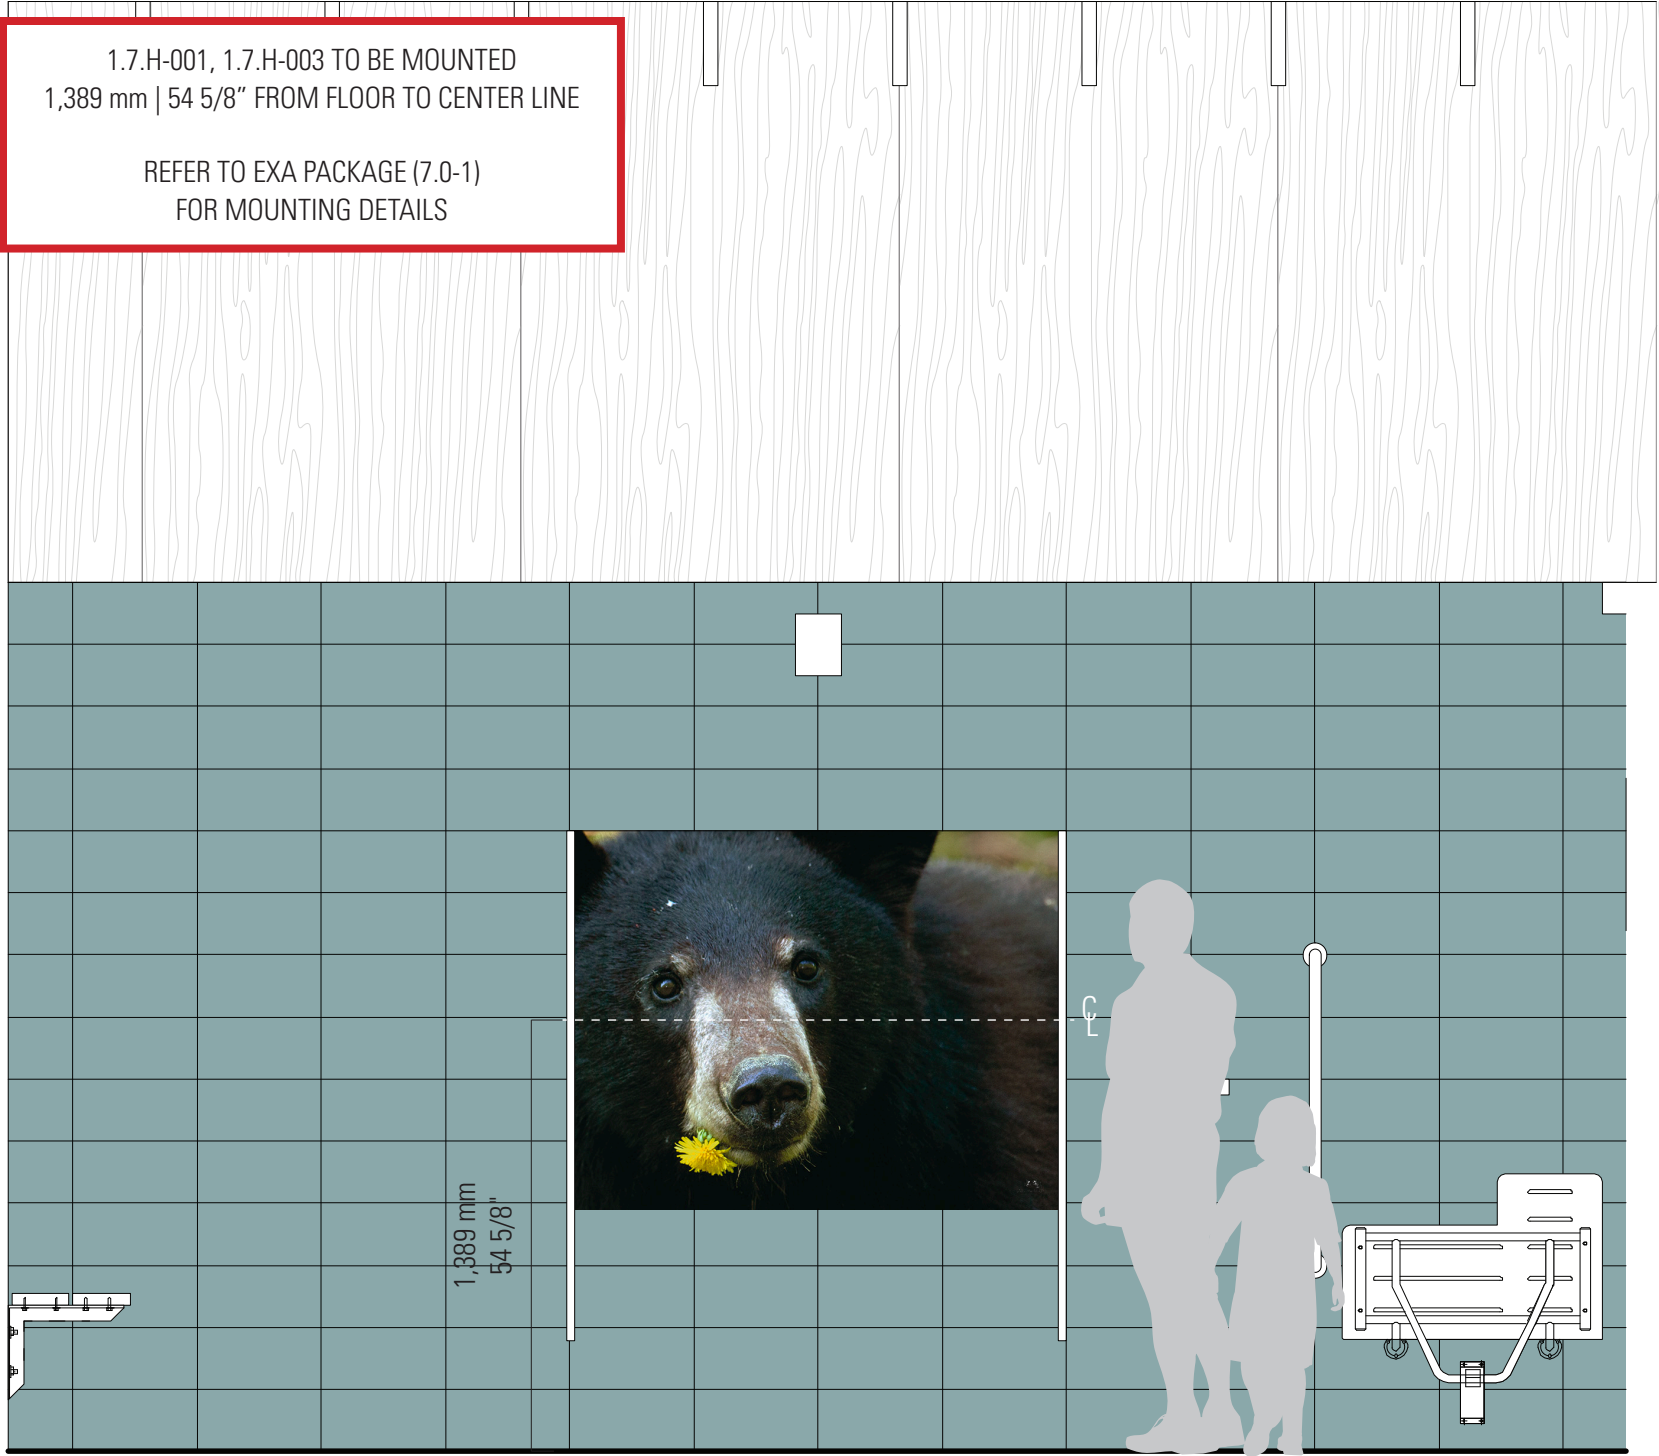 1.7.H-001, 1.7.H-003 TO BE MOUNTED
1,389 mm | 54 5/8” FROM FLOOR TO CENTER LINE
REFER TO EXA PACKAGE (7.0-1)
FOR MOUNTING DETAILS
CL
1,389 mm
54 5/8"